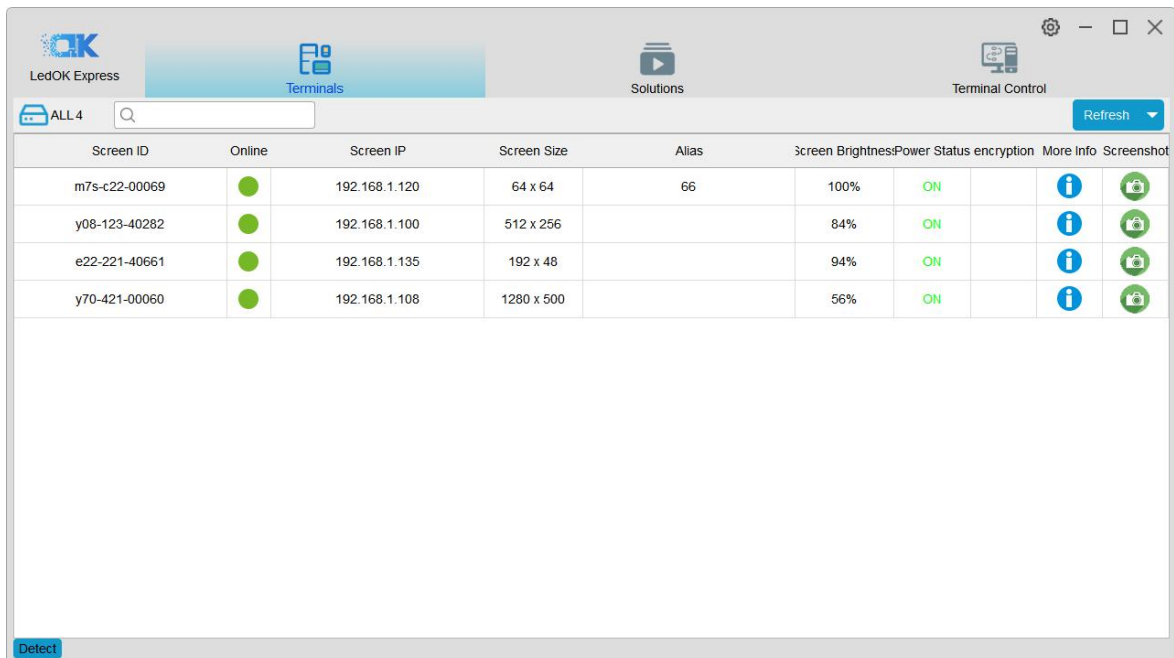 LedOK Express
Terminals
Solutions
Terminal Control
ALL 4
Refresh
Screen ID Online Screen IP Screen Size Alias Screen Brightness Power Status encryption More Info Screenshot
m7s-c22-00069 192.168.1.120 64 x 64 66 100% ON
y08-123-40282 192.168.1.100 512 x 256 84% ON
e22-221-40661 192.168.1.135 192 x 48 94% ON
y70-421-00060 192.168.1.108 1280 x 500 56% ON
Detect